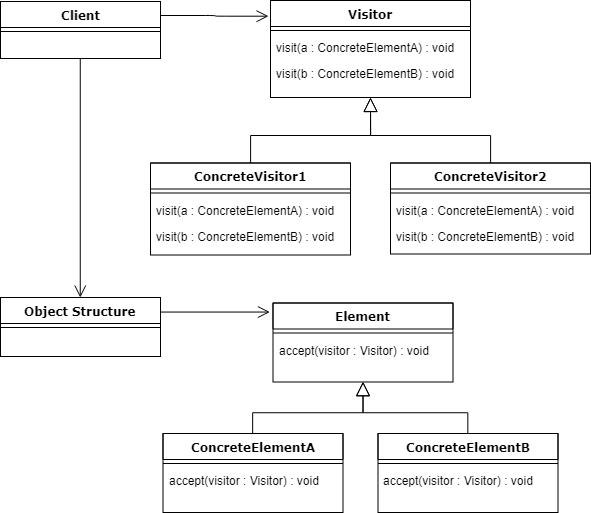 Client
Visitor
visit(a : ConcreteElementA) : void
visit(b : ConcreteElementB) : void
ConcreteVisitor1
visit(a : ConcreteElementA) : void
visit(b : ConcreteElementB) : void
ConcreteVisitor2
visit(a : ConcreteElementA) : void
visit(b : ConcreteElementB) : void
Object Structure
Element
accept(visitor : Visitor) : void
ConcreteElementA
accept(visitor : Visitor) : void
ConcreteElementB
accept(visitor : Visitor) : void